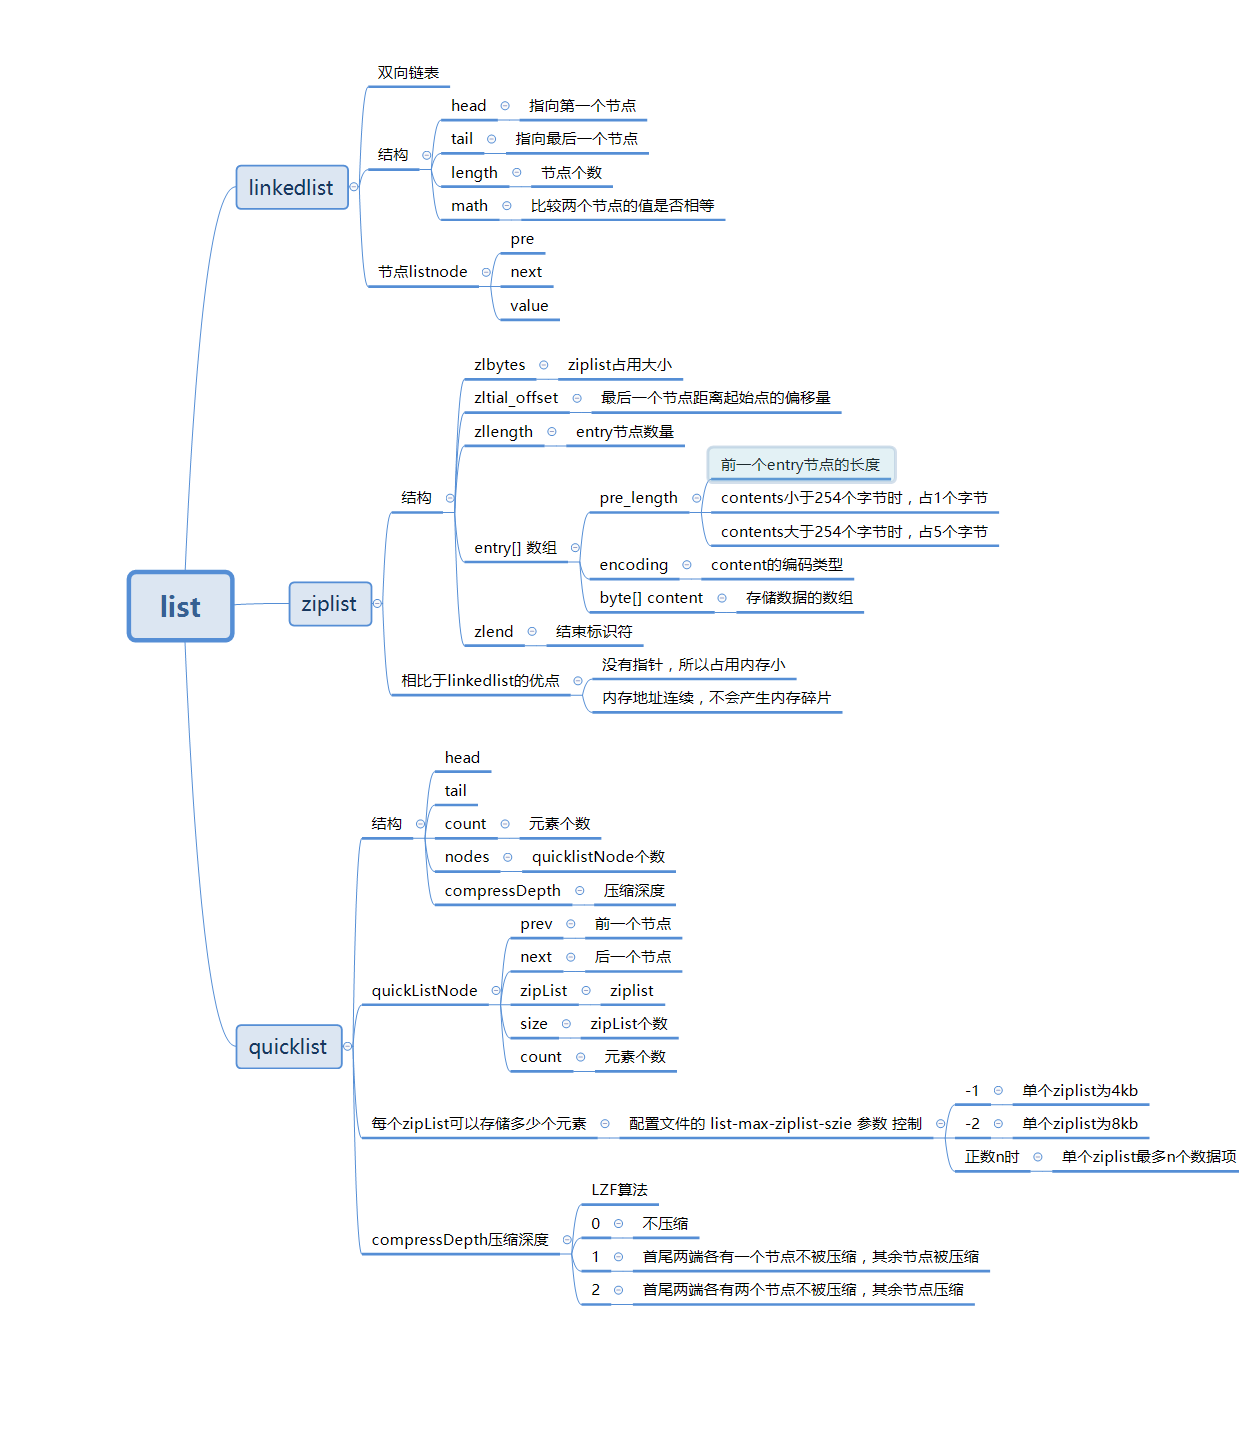 list
linkedlist
双向链表
结构
head
指向第一个节点
tail
指向最后一个节点
length
节点个数
math
比较两个节点的值是否相等
节点listnode
pre
next
value
ziplist
结构
zlbytes
ziplist占用大小
zltial_offset
最后一个节点距离起始点的偏移量
zllength
entry节点数量
entry[] 数组
pre_length
前一个entry节点的长度
contents小于254个字节时，占1个字节
contents大于254个字节时，占5个字节
encoding
content的编码类型
byte[] content
存储数据的数组
zlend
结束标识符
相比于linkedlist的优点
没有指针，所以占用内存小
内存地址连续，不会产生内存碎片
quicklist
结构
head
tail
count
元素个数
nodes
quicklistNode个数
compressDepth
压缩深度
quickListNode
prev
前一个节点
next
后一个节点
zipList
ziplist
size
zipList个数
count
元素个数
每个zipList可以存储多少个元素
配置文件的 list-max-ziplist-szie 参数 控制
-1
单个ziplist为4kb
-2
单个ziplist为8kb
正数n时
单个ziplist最多n个数据项
compressDepth压缩深度
LZF算法
0
不压缩
1
首尾两端各有一个节点不被压缩，其余节点被压缩
2
首尾两端各有两个节点不被压缩，其余节点压缩